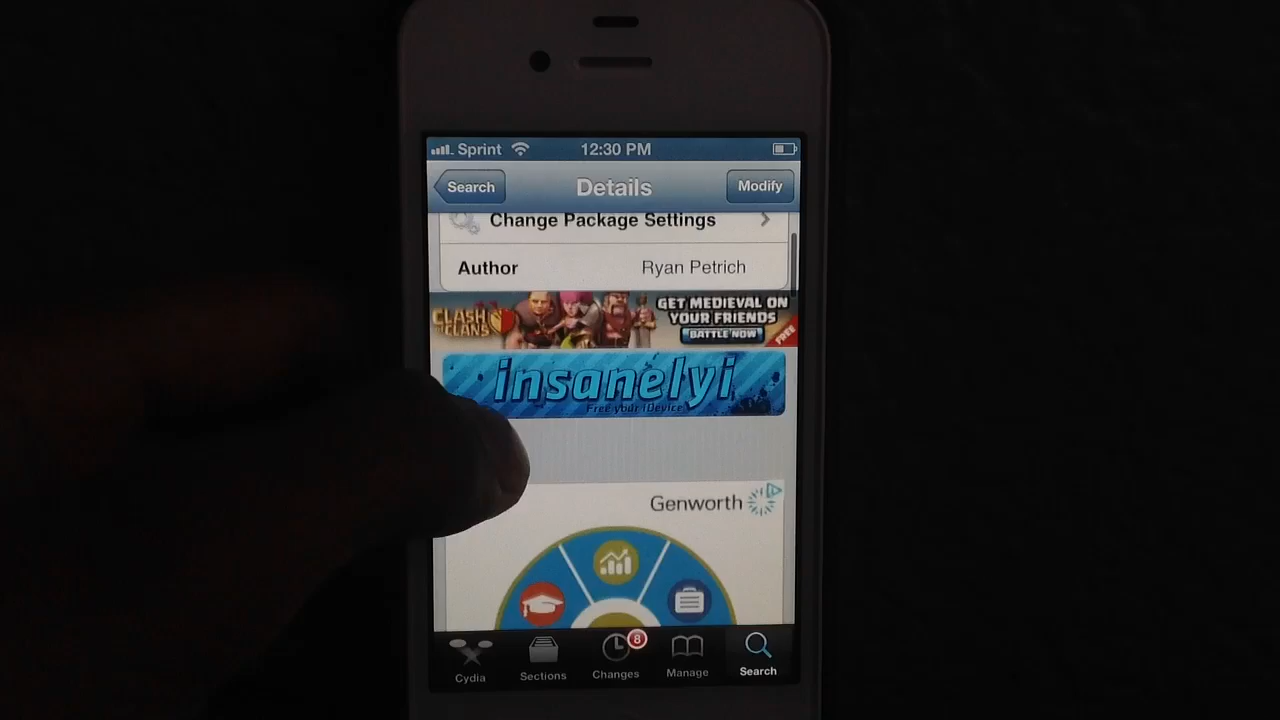 Sprint 12:30 PM
Search Details Modify
Change Package Settings
Author Ryan Petrich
CLASH OF CLANS
GET MEDIEVAL ON
YOUR FRIENDS
BATTLE NOW
FREE
insanelyi
Free your iDevice
Genworth
8
Cydia Sections Changes Manage Search